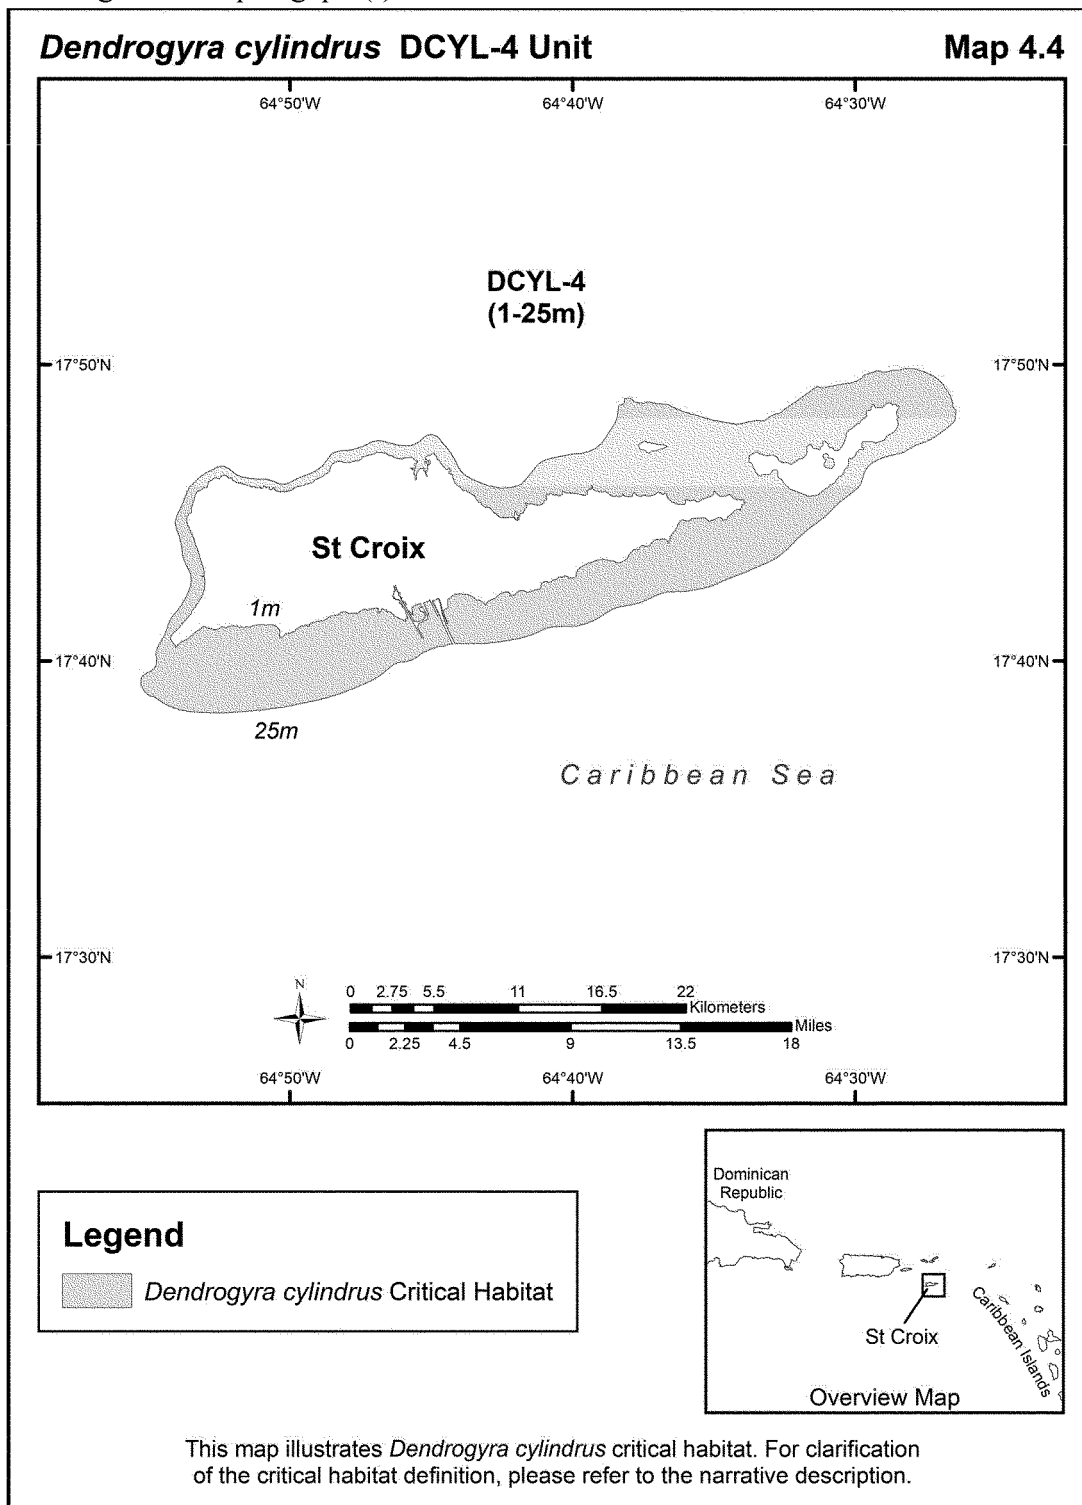 Dendrogyra cylindrus DCYL-4 Unit
Map 4.4
64°50'W
64°40'W
64°30'W
DCYL-4
(1-25m)
17°50'N
17°50'N
St Croix
1m
17°40'N
17°40'N
25m
Caribbean Sea
17°30'N
17°30'N
N
0 2.75 5.5 11 16.5 22
Kilometers
Miles
0 2.25 4.5 9 13.5 18
64°50'W
64°40'W
64°30'W
Legend
Dendrogyra cylindrus Critical Habitat
Dominican
Republic
St Croix
Caribbean Islands
Overview Map
This map illustrates Dendrogyra cylindrus critical habitat. For clarification
of the critical habitat definition, please refer to the narrative description.